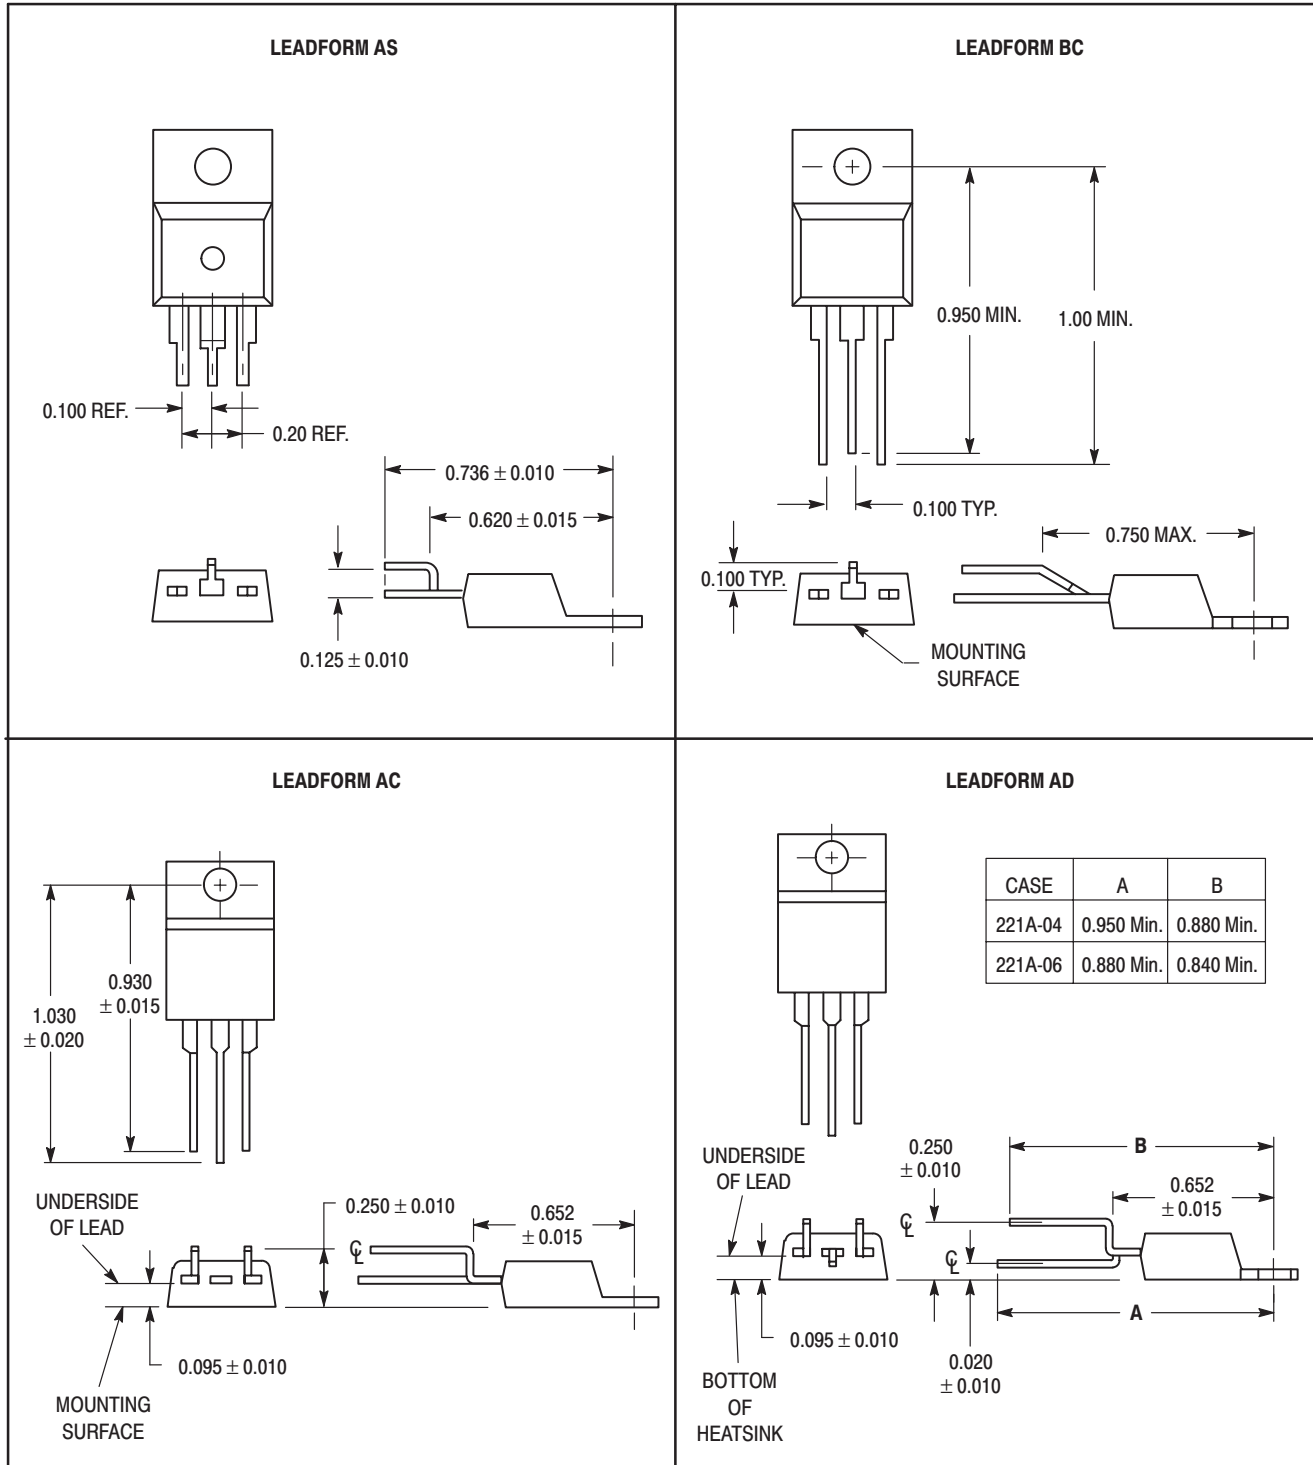 LEADFORM AS
0.100 REF.
0.20 REF.
0.736 ± 0.010
0.620 ± 0.015
0.125 ± 0.010
LEADFORM BC
0.950 MIN.
1.00 MIN.
0.100 TYP.
0.750 MAX.
0.100 TYP.
MOUNTING
SURFACE
LEADFORM AC
0.930
± 0.015
1.030
± 0.020
UNDERSIDE
OF LEAD
0.250 ± 0.010
0.652
± 0.015
℄
0.095 ± 0.010
MOUNTING
SURFACE
LEADFORM AD
CASE A B
221A-04 0.950 Min. 0.880 Min.
221A-06 0.880 Min. 0.840 Min.
UNDERSIDE
OF LEAD
0.250
± 0.010
B
0.652
± 0.015
℄
℄
A
0.095 ± 0.010
0.020
± 0.010
BOTTOM
OF
HEATSINK